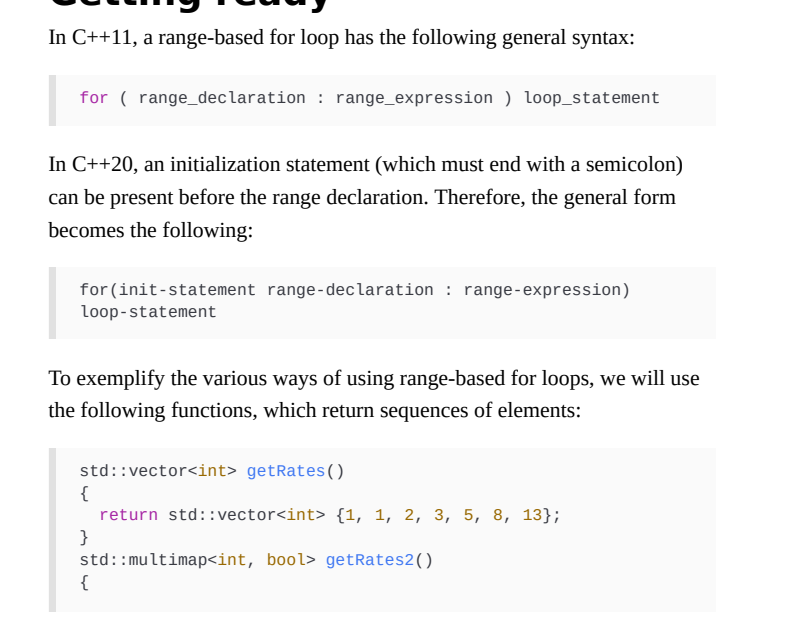 Getting ready
In C++11, a range-based for loop has the following general syntax:
for ( range_declaration : range_expression ) loop_statement
In C++20, an initialization statement (which must end with a semicolon)
can be present before the range declaration. Therefore, the general form
becomes the following:
for(init-statement range-declaration : range-expression)
loop-statement
To exemplify the various ways of using range-based for loops, we will use
the following functions, which return sequences of elements:
std::vector<int> getRates()
{
  return std::vector<int> {1, 1, 2, 3, 5, 8, 13};
}
std::multimap<int, bool> getRates2()
{